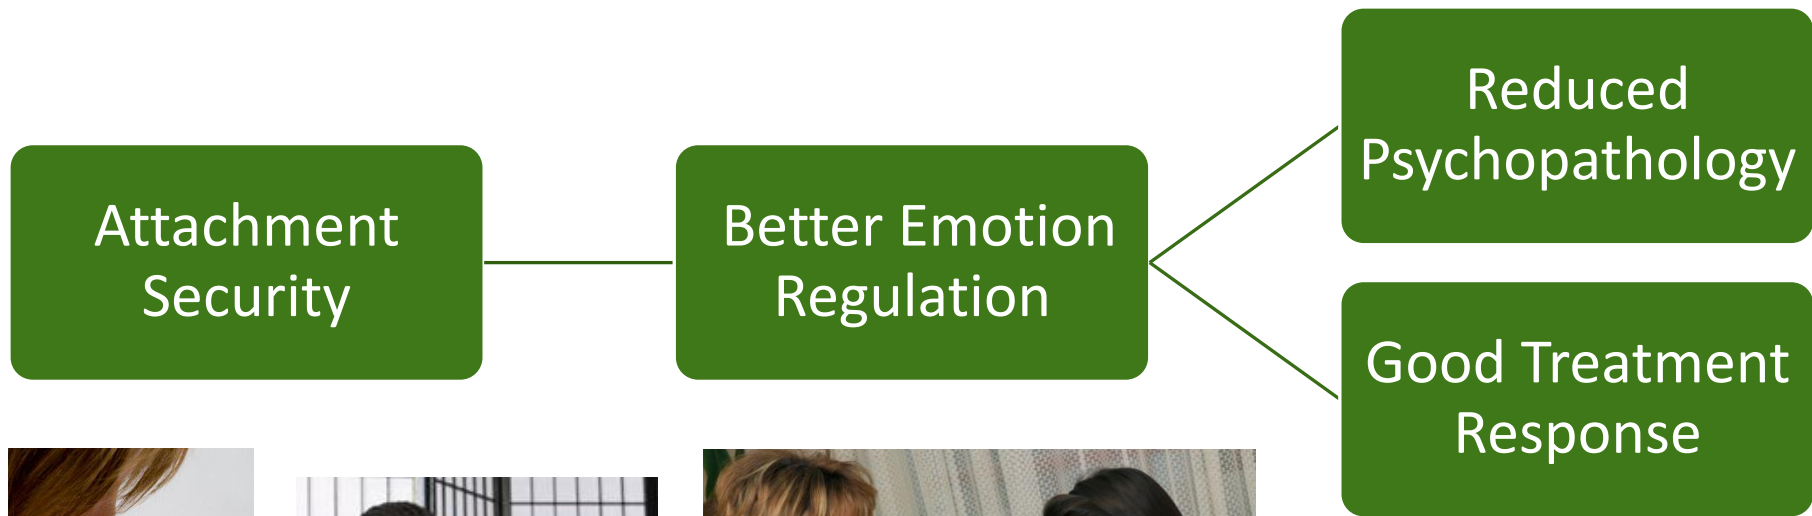 Attachment
Security
Better Emotion
Regulation
Reduced
Psychopathology
Good Treatment
Response